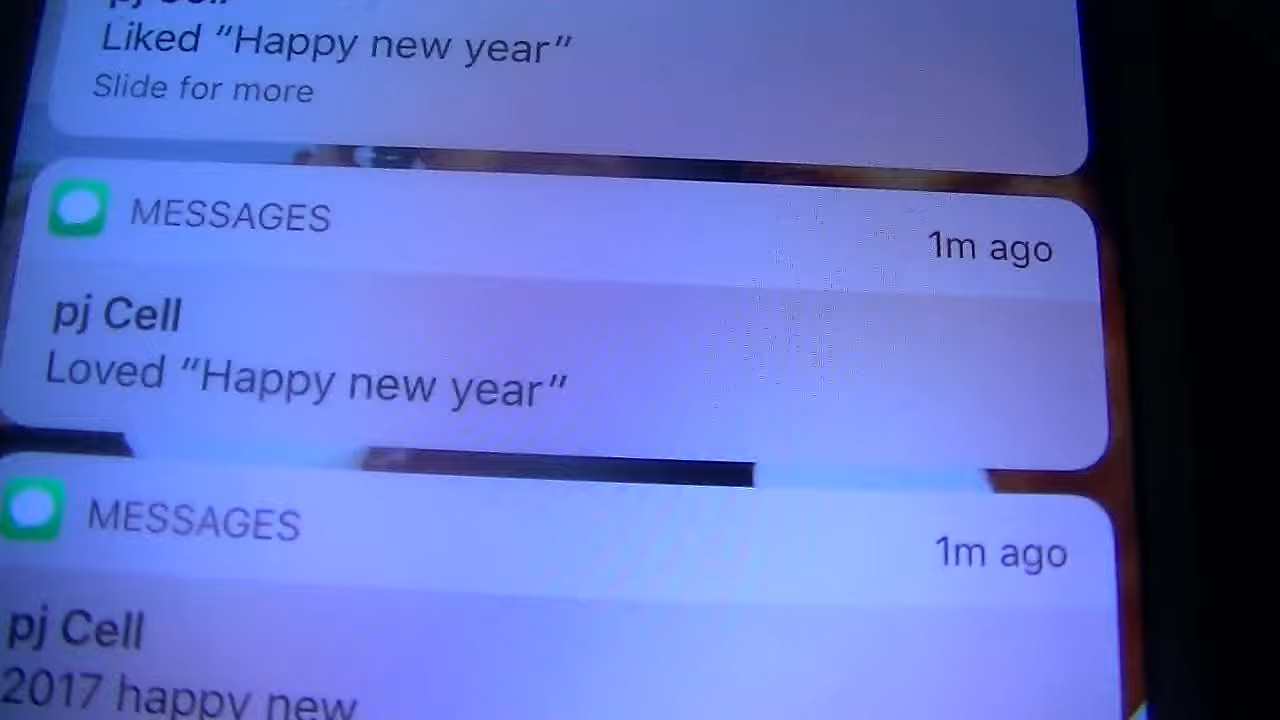 Liked “Happy new year”
Slide for more
MESSAGES
1m ago
pj Cell
Loved “Happy new year”
MESSAGES
1m ago
pj Cell
2017 happy new